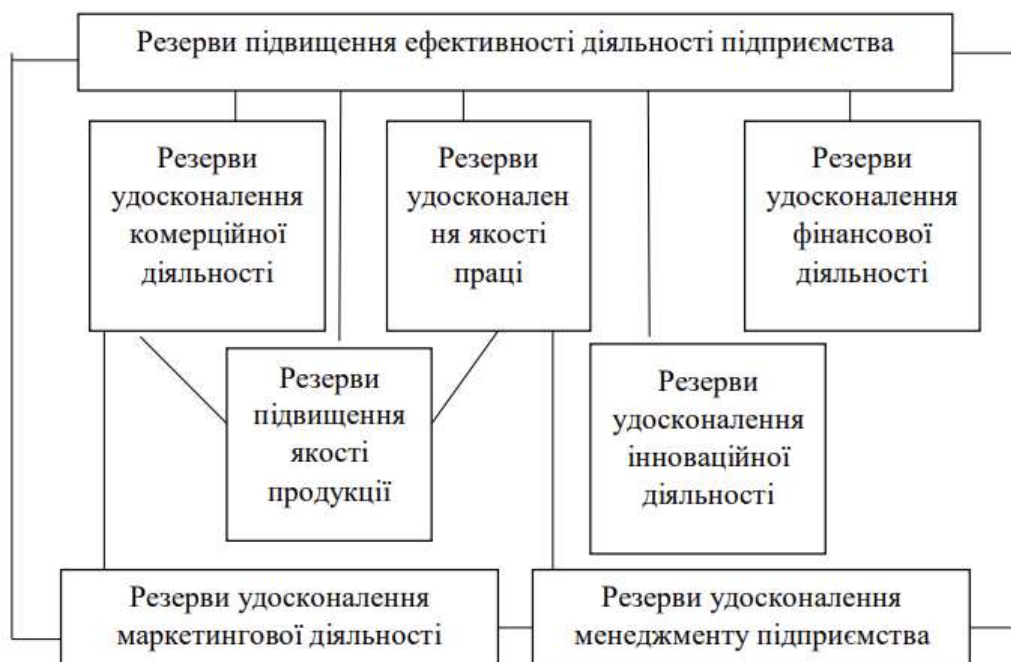 Резерви підвищення ефективності діяльності підприємства
Резерви
удосконалення
комерційної
діяльності
Резерви
удосконален
ня якості
праці
Резерви
удосконалення
фінансової
діяльності
Резерви
підвищення
якості
продукції
Резерви
удосконалення
інноваційної
діяльності
Резерви удосконалення
маркетингової діяльності
Резерви удосконалення
менеджменту підприємства